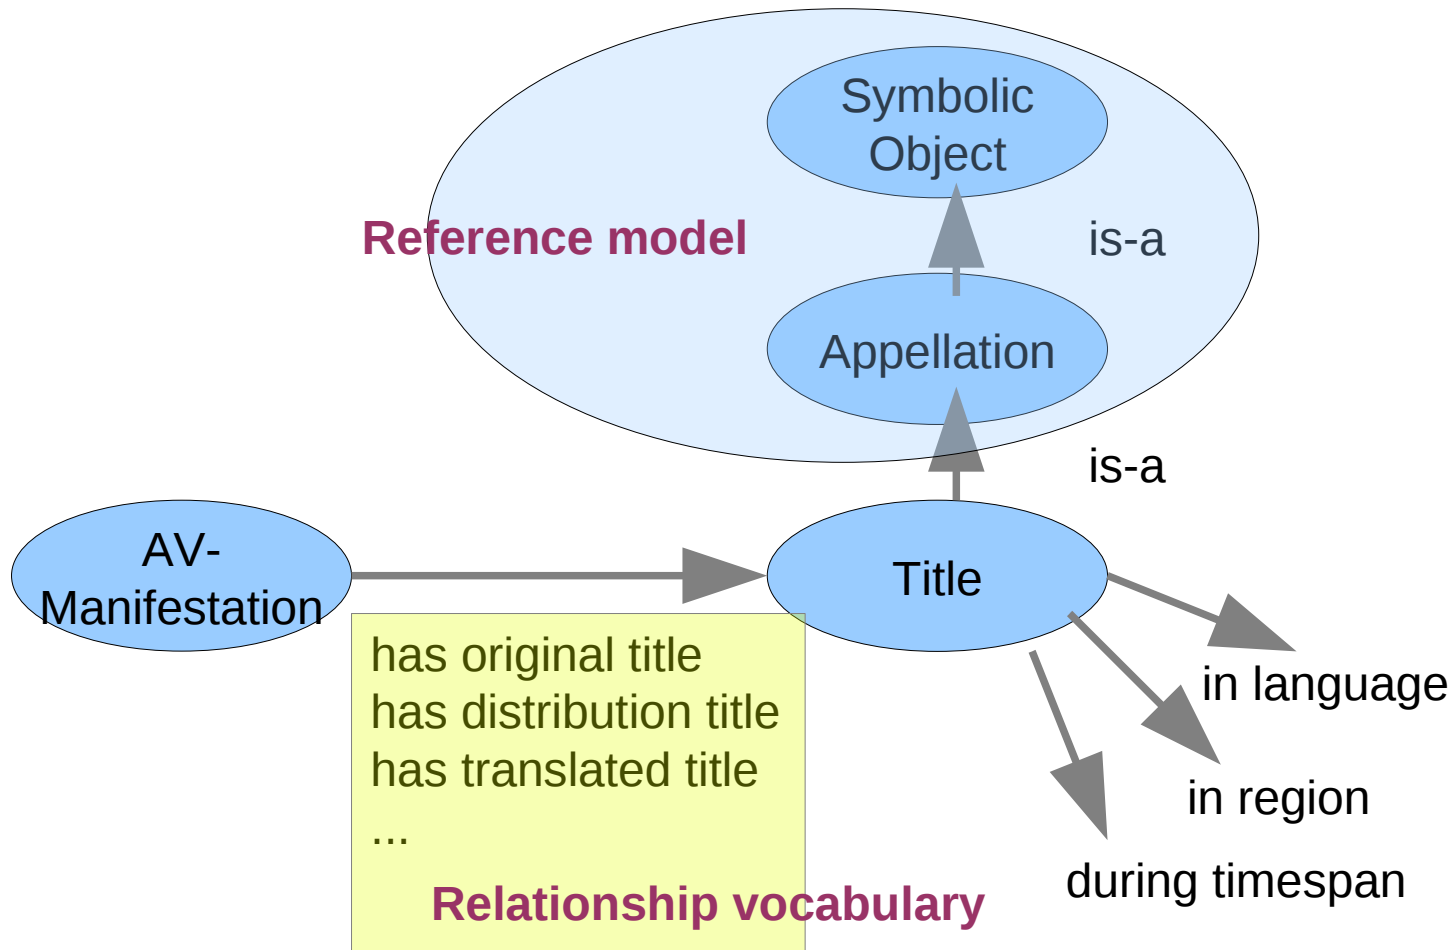 Symbolic
Object
Reference model
is-a
Appellation
is-a
AV-
Manifestation
Title
has original title
has distribution title
has translated title
...
in language
in region
during timespan
Relationship vocabulary